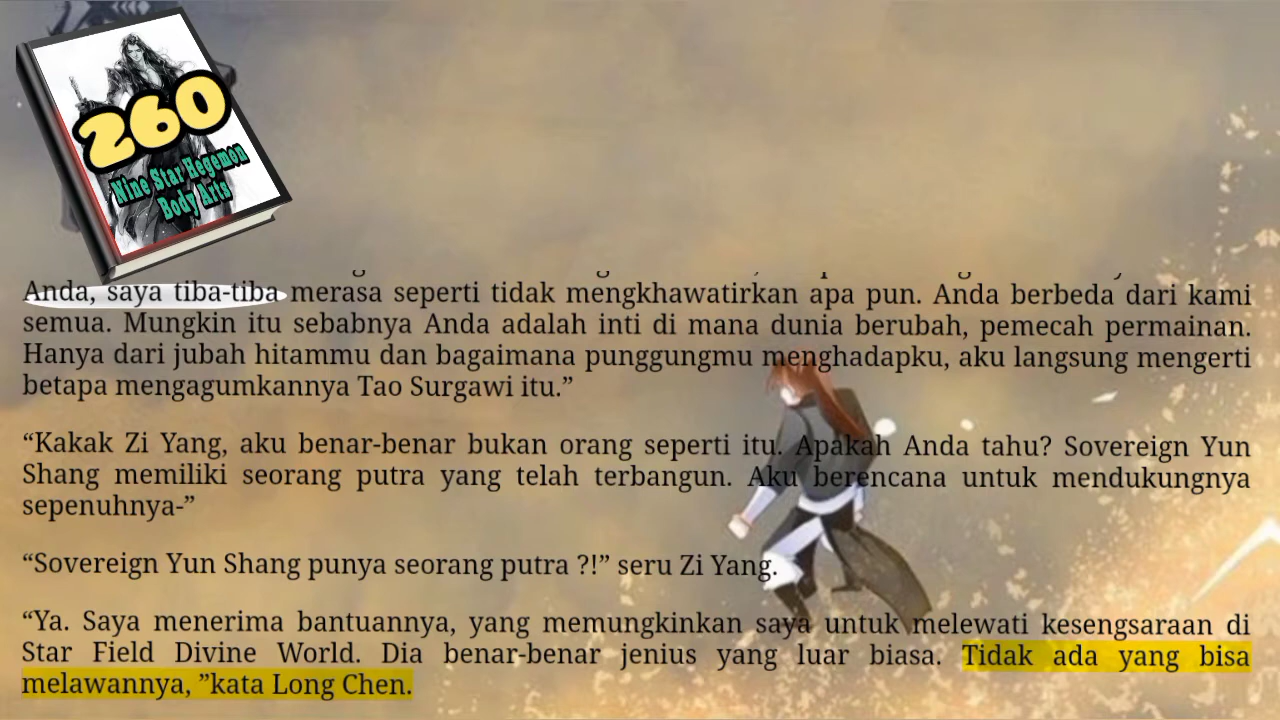 260
Nine Star Hegemon
Body Arts
Anda, saya tiba-tiba merasa seperti tidak mengkhawatirkan apa pun. Anda berbeda dari kami
semua. Mungkin itu sebabnya Anda adalah inti di mana dunia berubah, pemecah permainan.
Hanya dari jubah hitammu dan bagaimana punggungmu menghadapku, aku langsung mengerti
betapa mengagumkannya Tao Surgawi itu.”
“Kakak Zi Yang, aku benar-benar bukan orang seperti itu. Apakah Anda tahu? Sovereign Yun
Shang memiliki seorang putra yang telah terbangun. Aku berencana untuk mendukungnya
sepenuhnya-”
“Sovereign Yun Shang punya seorang putra ?!” seru Zi Yang.
“Ya. Saya menerima bantuannya, yang memungkinkan saya untuk melewati kesengsaraan di
Star Field Divine World. Dia benar-benar jenius yang luar biasa. Tidak ada yang bisa
melawannya, ”kata Long Chen.